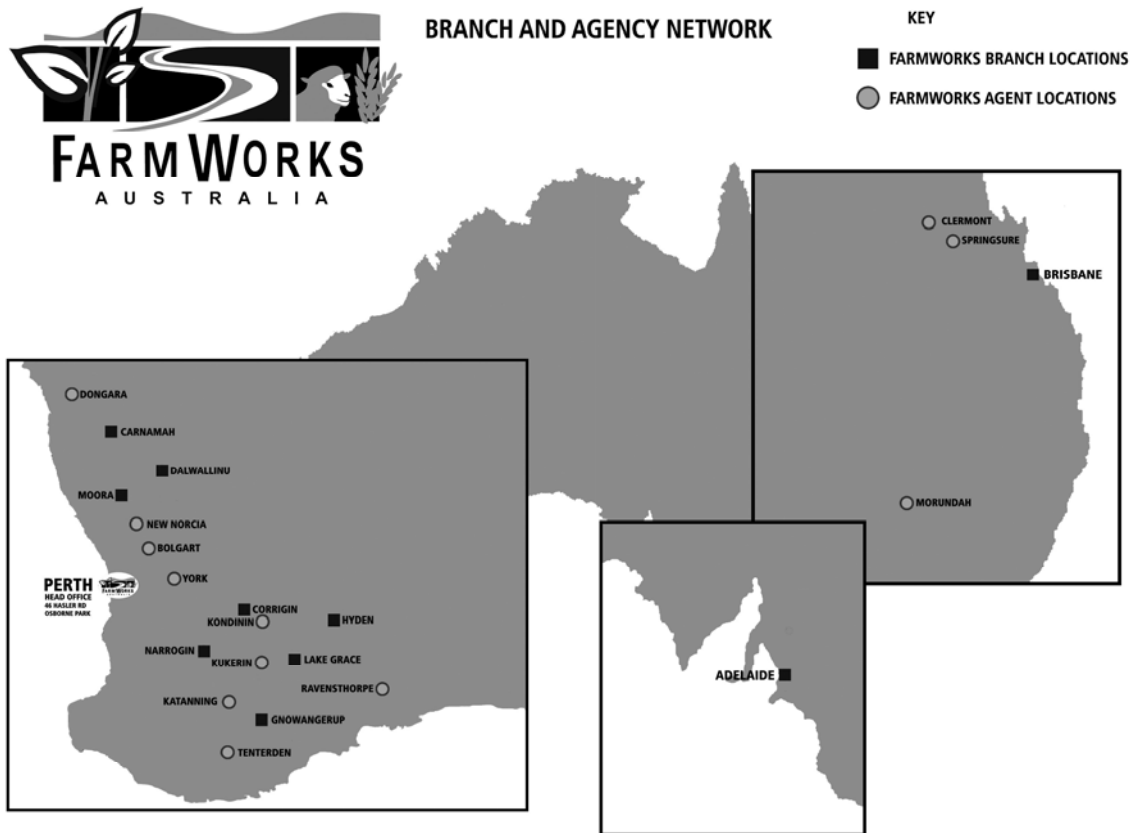 BRANCH AND AGENCY NETWORK
KEY
FARMWORKS BRANCH LOCATIONS
FARMWORKS AGENT LOCATIONS
FARMWORKS
AUSTRALIA
CLERMONT
SPRINGSURE
BRISBANE
MORUNDAH
DONGARA
CARNAMAH
DALWALLINU
MOORA
NEW NORCIA
BOLGART
YORK
PERTH
HEAD OFFICE
46 HASLER RD
OSBORNE PARK
FARMWORKS
CORRIGIN
KONDININ
HYDEN
NARROGIN
KUKERIN
LAKE GRACE
RAVENSTHORPE
KATANNING
GNOWANGERUP
TENTERDEN
ADELAIDE